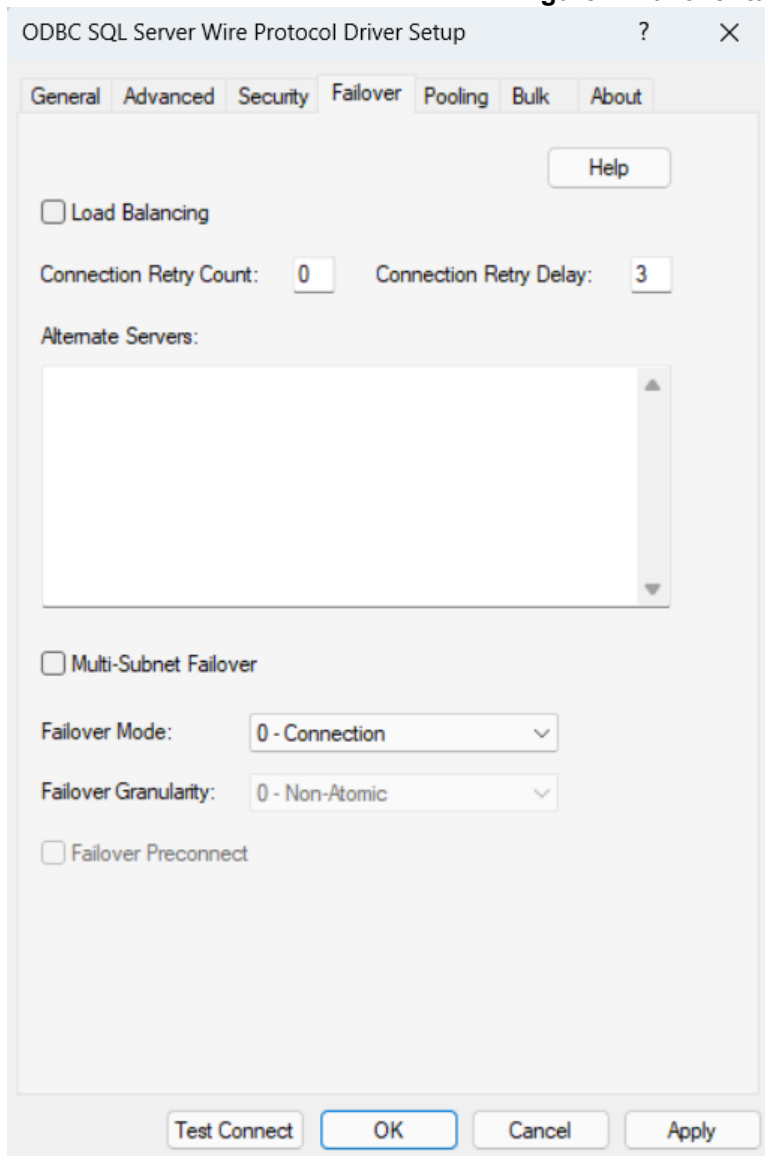 ODBC SQL Server Wire Protocol Driver Setup ? ×
General Advanced Security Failover Pooling Bulk About
Help
Load Balancing
Connection Retry Count: 0 Connection Retry Delay: 3
Alternate Servers:
Multi-Subnet Failover
Failover Mode: 0 - Connection
Failover Granularity: 0 - Non-Atomic
Failover Preconnect
Test Connect OK Cancel Apply